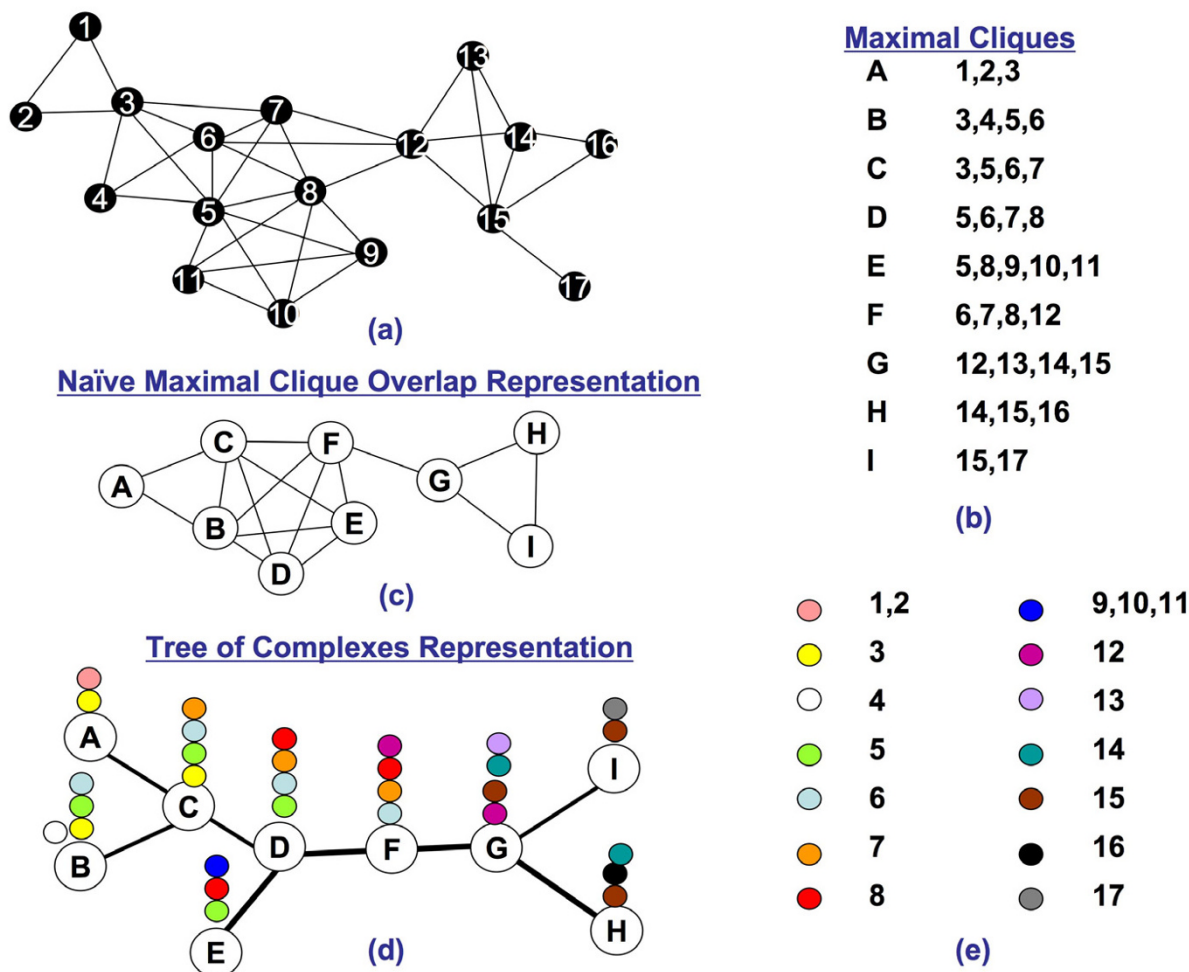 1
2
3
7
6
4
5
8
12
13
14
16
15
9
11
10
17
(a)
Maximal Cliques
A 1,2,3
B 3,4,5,6
C 3,5,6,7
D 5,6,7,8
E 5,8,9,10,11
F 6,7,8,12
G 12,13,14,15
H 14,15,16
I 15,17
(b)
Naïve Maximal Clique Overlap Representation
A
C
F
B
E
D
G
H
I
(c)
Tree of Complexes Representation
A
C
B
D
E
F
G
I
H
(d)
1,2 9,10,11
3 12
4 13
5 14
6 15
7 16
8 17
(e)